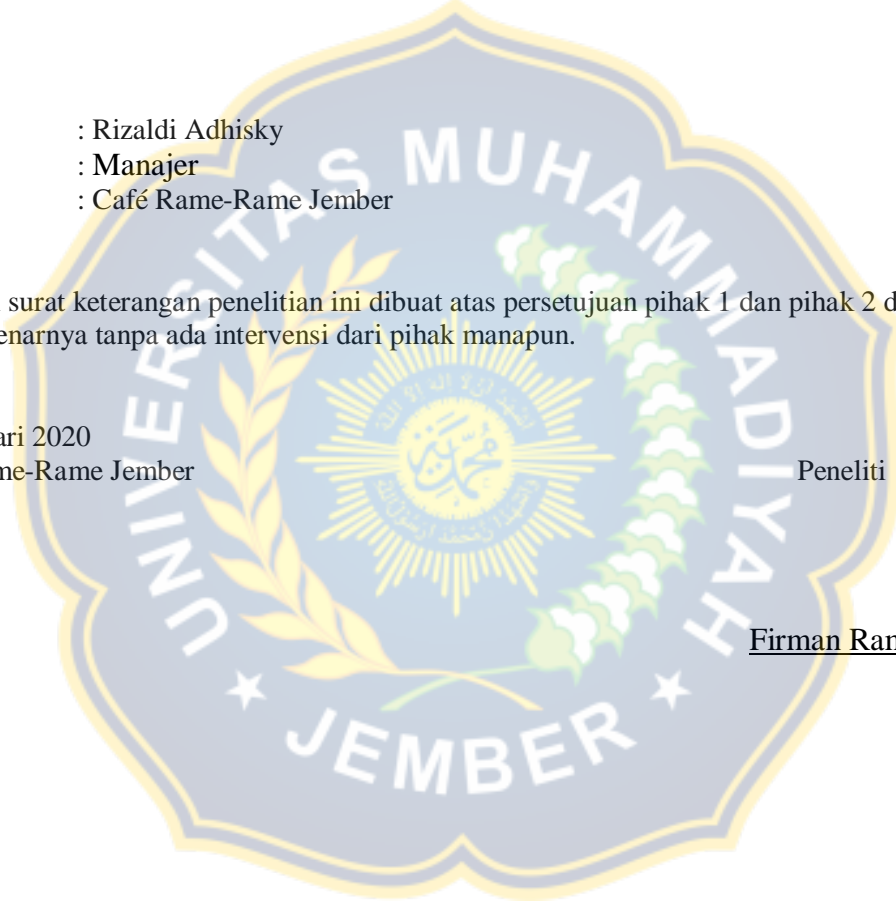 : Rizaldi Adhisky
: Manajer
: Café Rame-Rame Jember
surat keterangan penelitian ini dibuat atas persetujuan pihak 1 dan pihak 2 d
enarnya tanpa ada intervensi dari pihak manapun.
ari 2020
me-Rame Jember Peneliti
Firman Ran
UNIVERSITAS MUHAMMADIYAH
JEMBER